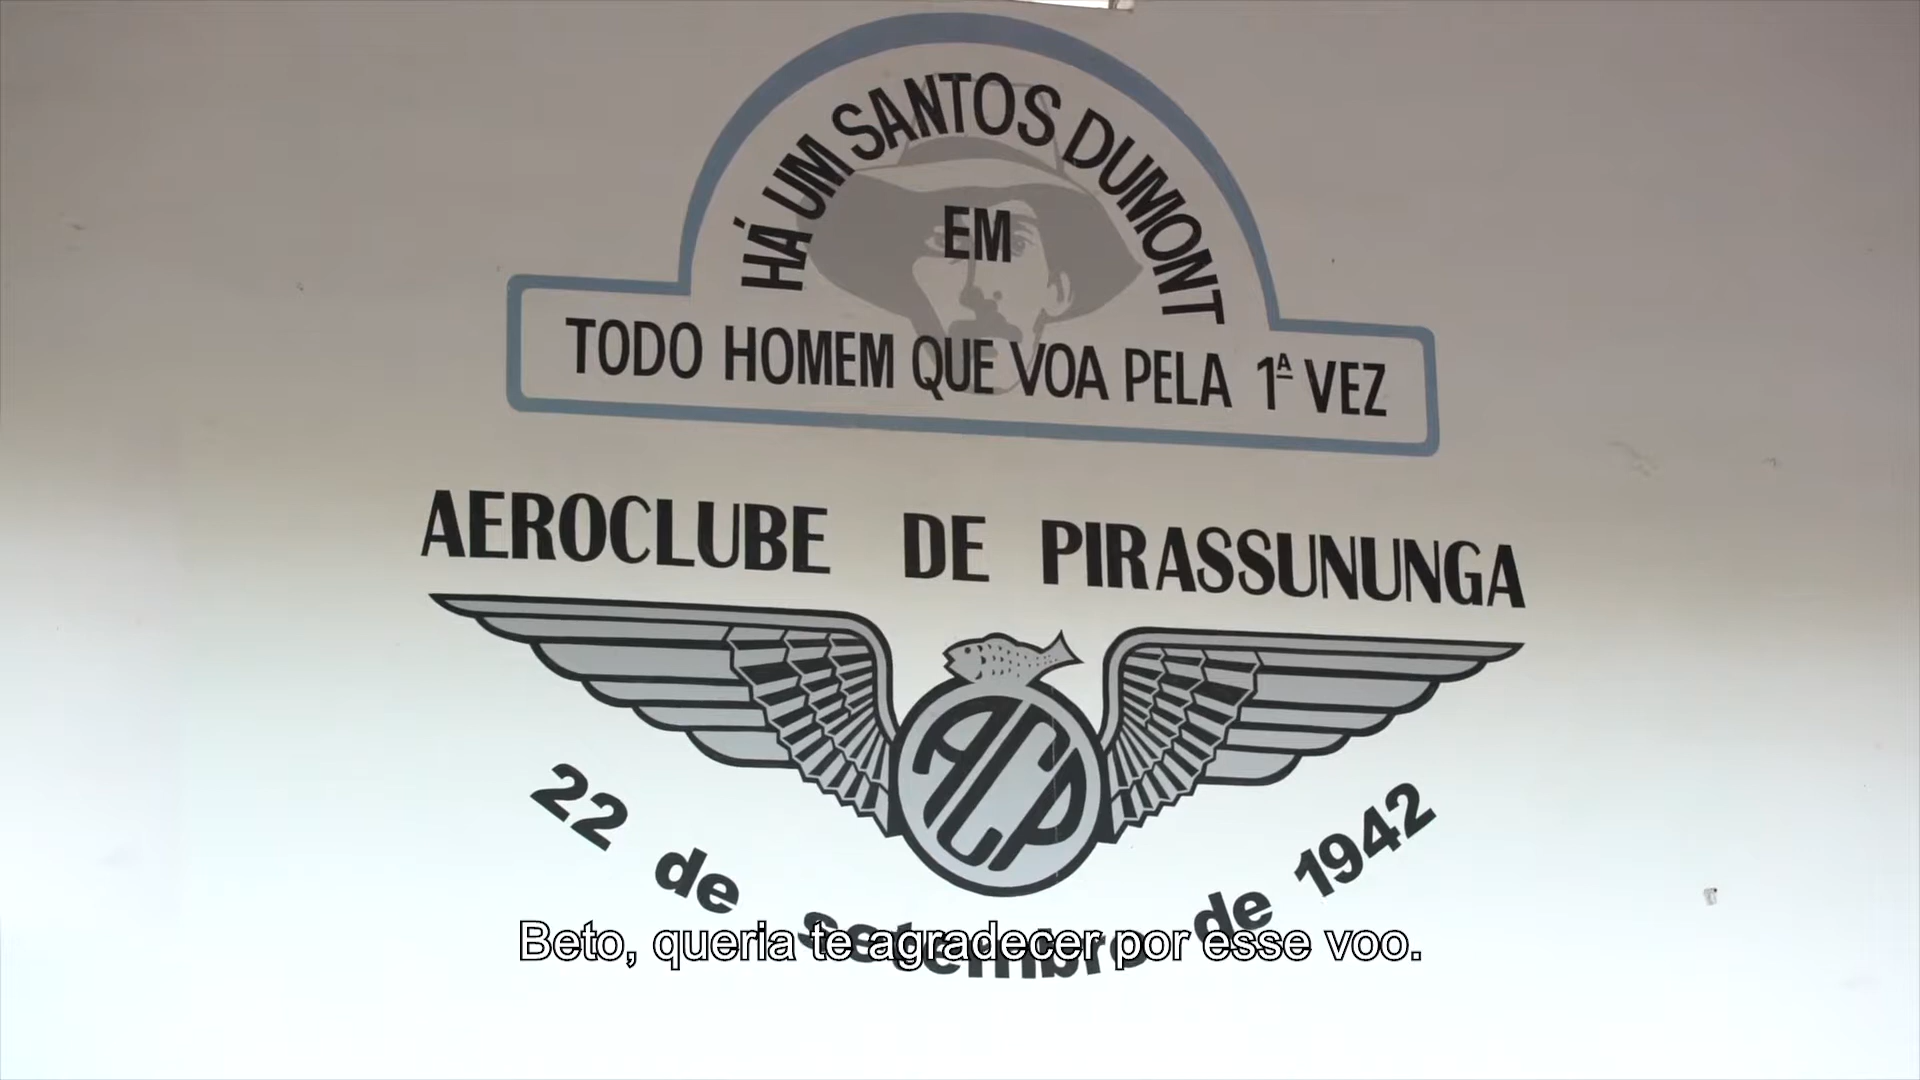 HÁ UM SANTOS DUMONT
EM
TODO HOMEM QUE VOA PELA 1ª VEZ
AEROCLUBE DE PIRASSUNUNGA
ACP
22 de setembro de 1942
Beto, queria te agradecer por esse voo.